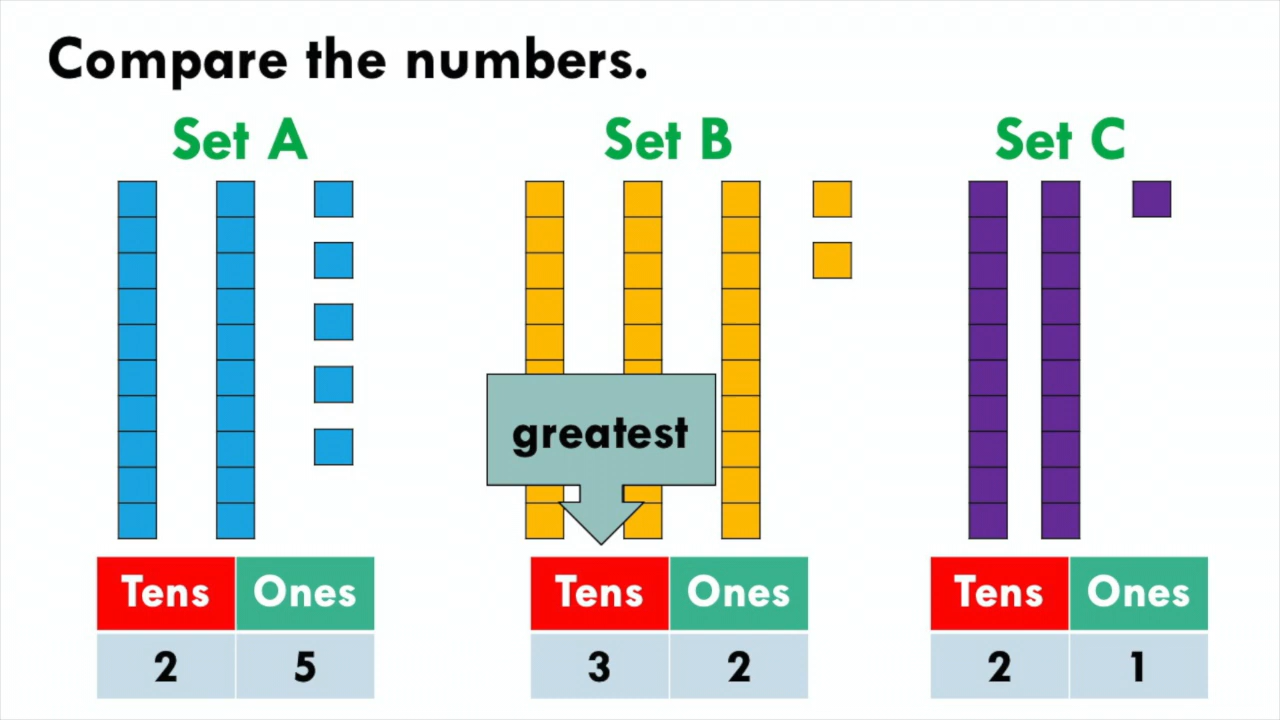 Compare the numbers.
Set A Set B Set C
greatest
Tens Ones Tens Ones Tens Ones
2 5 3 2 2 1